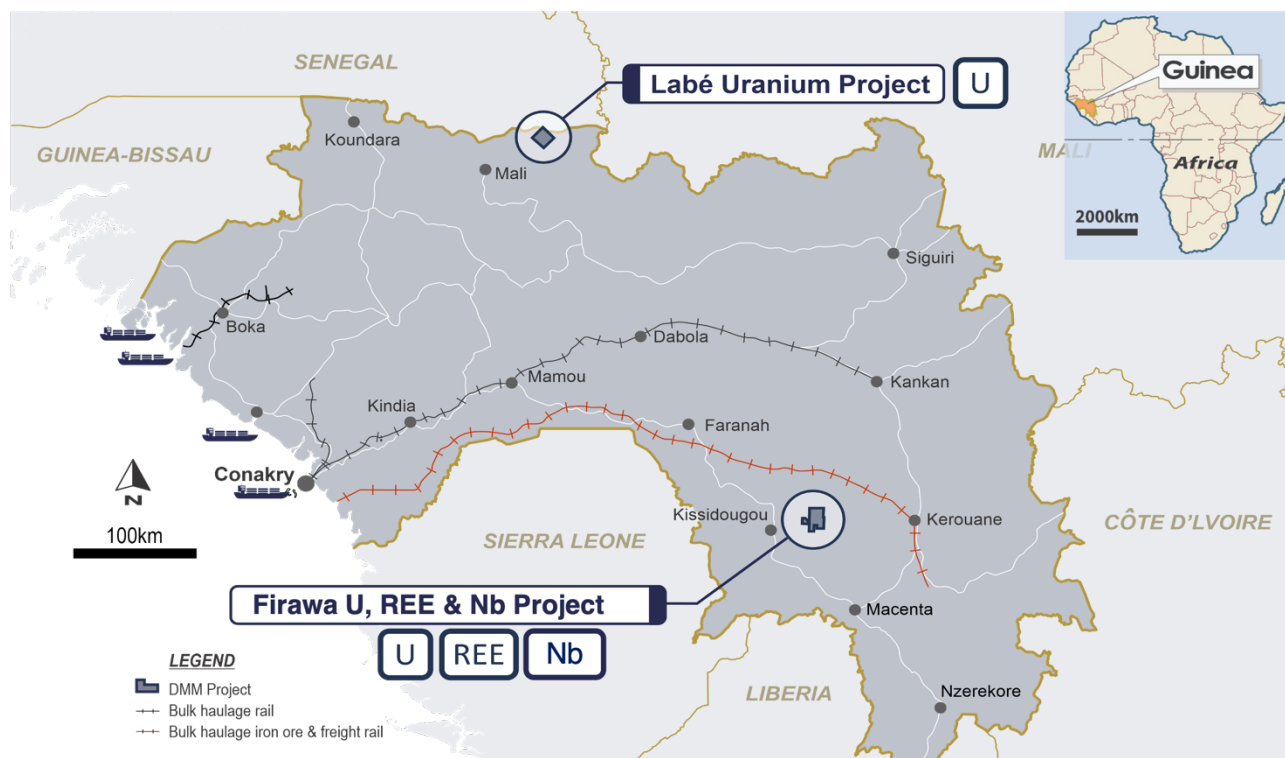 SENEGAL
Labé Uranium Project
U
Guinea
Koundara
GUINEA-BISSAU
Mali
MALI
Africa
2000km
Siguiri
Boka
Dabola
Mamou
Kankan
Kindia
Faranah
Conakry
N
100km
Kissidougou
Kerouane
CÔTE D'LVOIRE
SIERRA LEONE
Firawa U, REE & Nb Project
U
REE
Nb
Macenta
LEGEND
DMM Project
Bulk haulage rail
Bulk haulage iron ore & freight rail
LIBERIA
Nzerekore